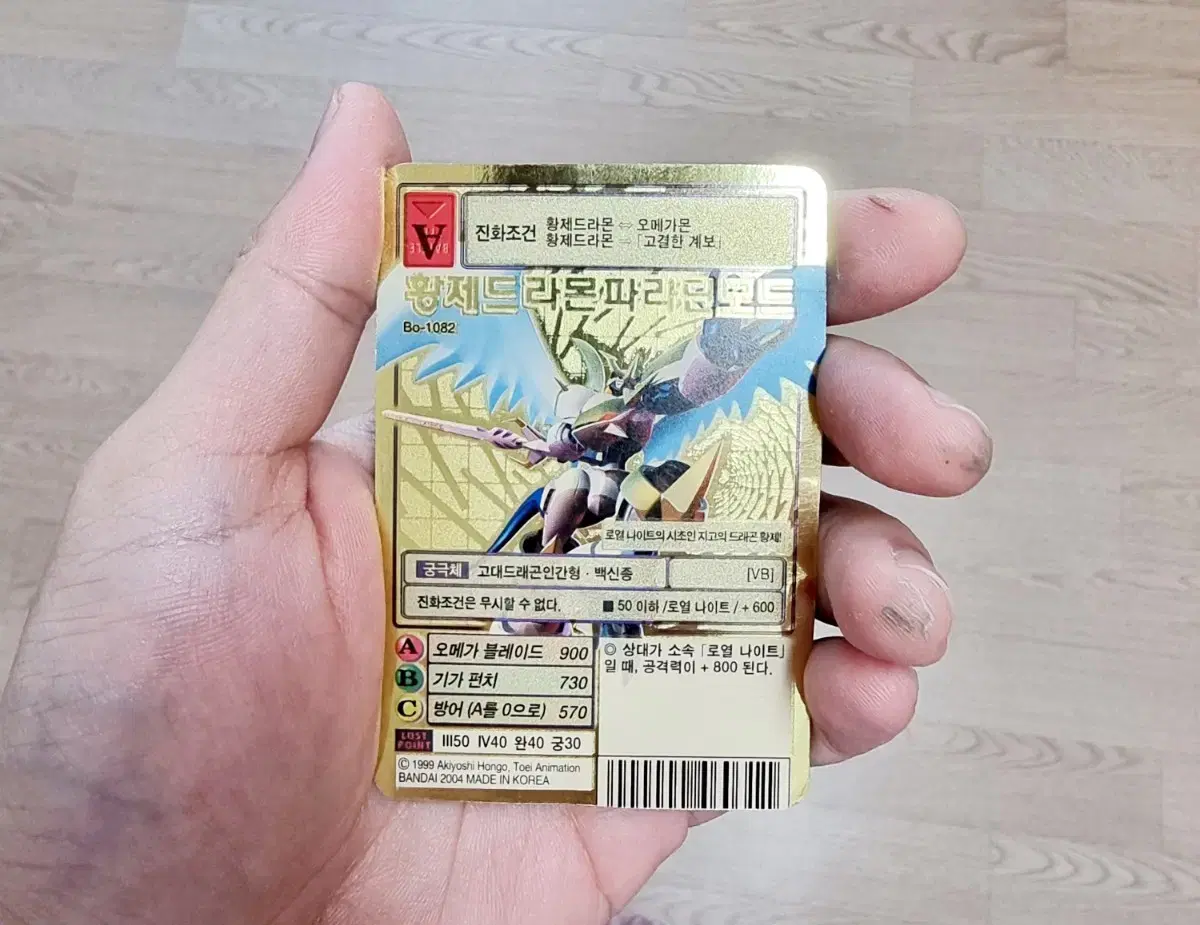 A
진화조건 황제드라몬 ⇔ 오메가몬
황제드라몬 ⇒ 「고결한 계보」
황제드라몬 파라딘모드
Bo-1082
로열 나이트의 시조인 지고의 드래곤 황제!
궁극체 고대드래곤인간형 · 백신종 [VB]
진화조건은 무시할 수 없다. ■ 50 이하 /로열 나이트 / + 600
A 오메가 블레이드 900
B 기가 펀치 730
C 방어 (A를 0으로) 570
◎ 상대가 소속 「로열 나이트」
일 때, 공격력이 + 800 된다.
LOST POINT III50 IV40 완40 궁30
© 1999 Akiyoshi Hongo, Toei Animation
BANDAI 2004 MADE IN KOREA